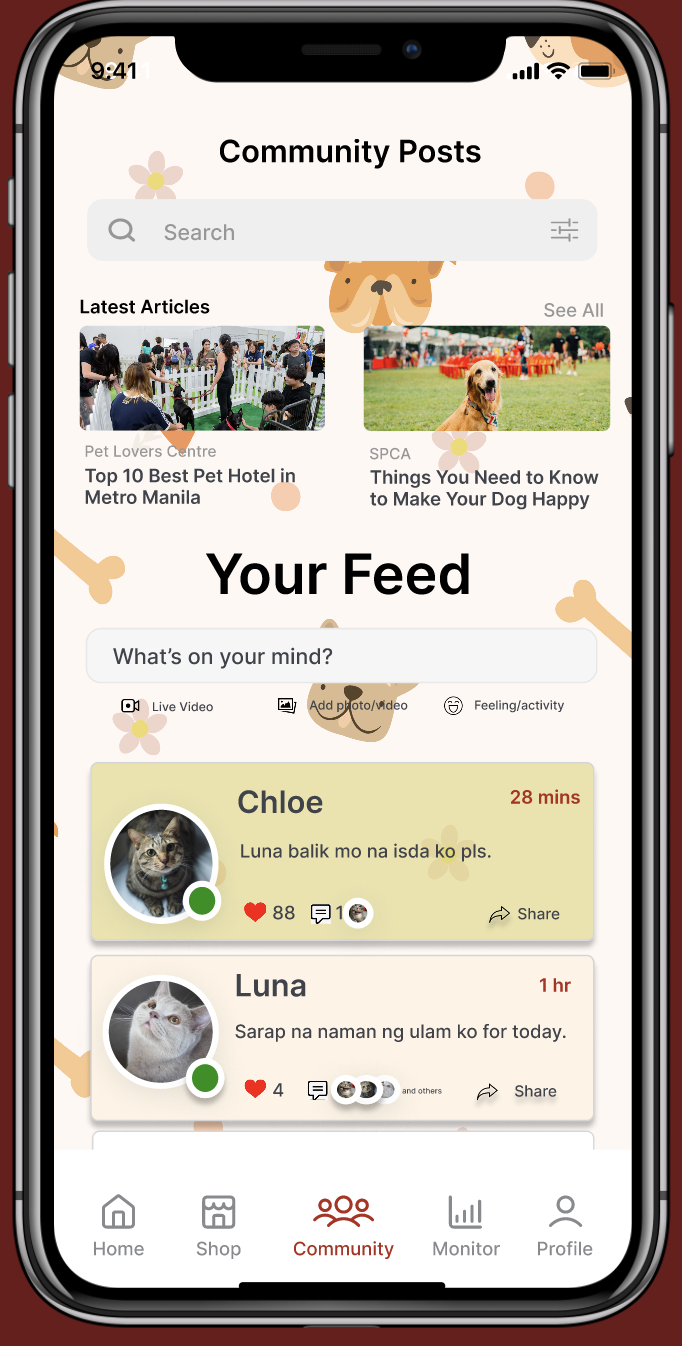 9:41
Community Posts
Search
Latest Articles
See All
Pet Lovers Centre
Top 10 Best Pet Hotel in
Metro Manila
SPCA
Things You Need to Know
to Make Your Dog Happy
Your Feed
What’s on your mind?
Live Video
Add photo/video
Feeling/activity
Chloe
28 mins
Luna balik mo na isda ko pls.
88
1
Share
Luna
1 hr
Sarap na naman ng ulam ko for today.
4
and others
Share
Home
Shop
Community
Monitor
Profile